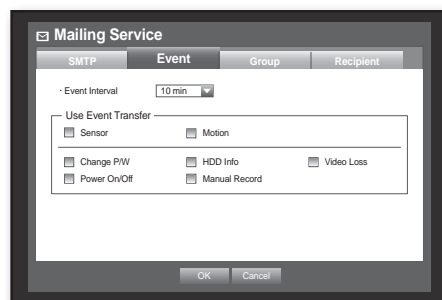 Mailing Service
SMTP Event Group Recipient
· Event Interval 10 min
Use Event Transfer
Sensor Motion
Change P/W HDD Info Video Loss
Power On/Off Manual Record
OK Cancel